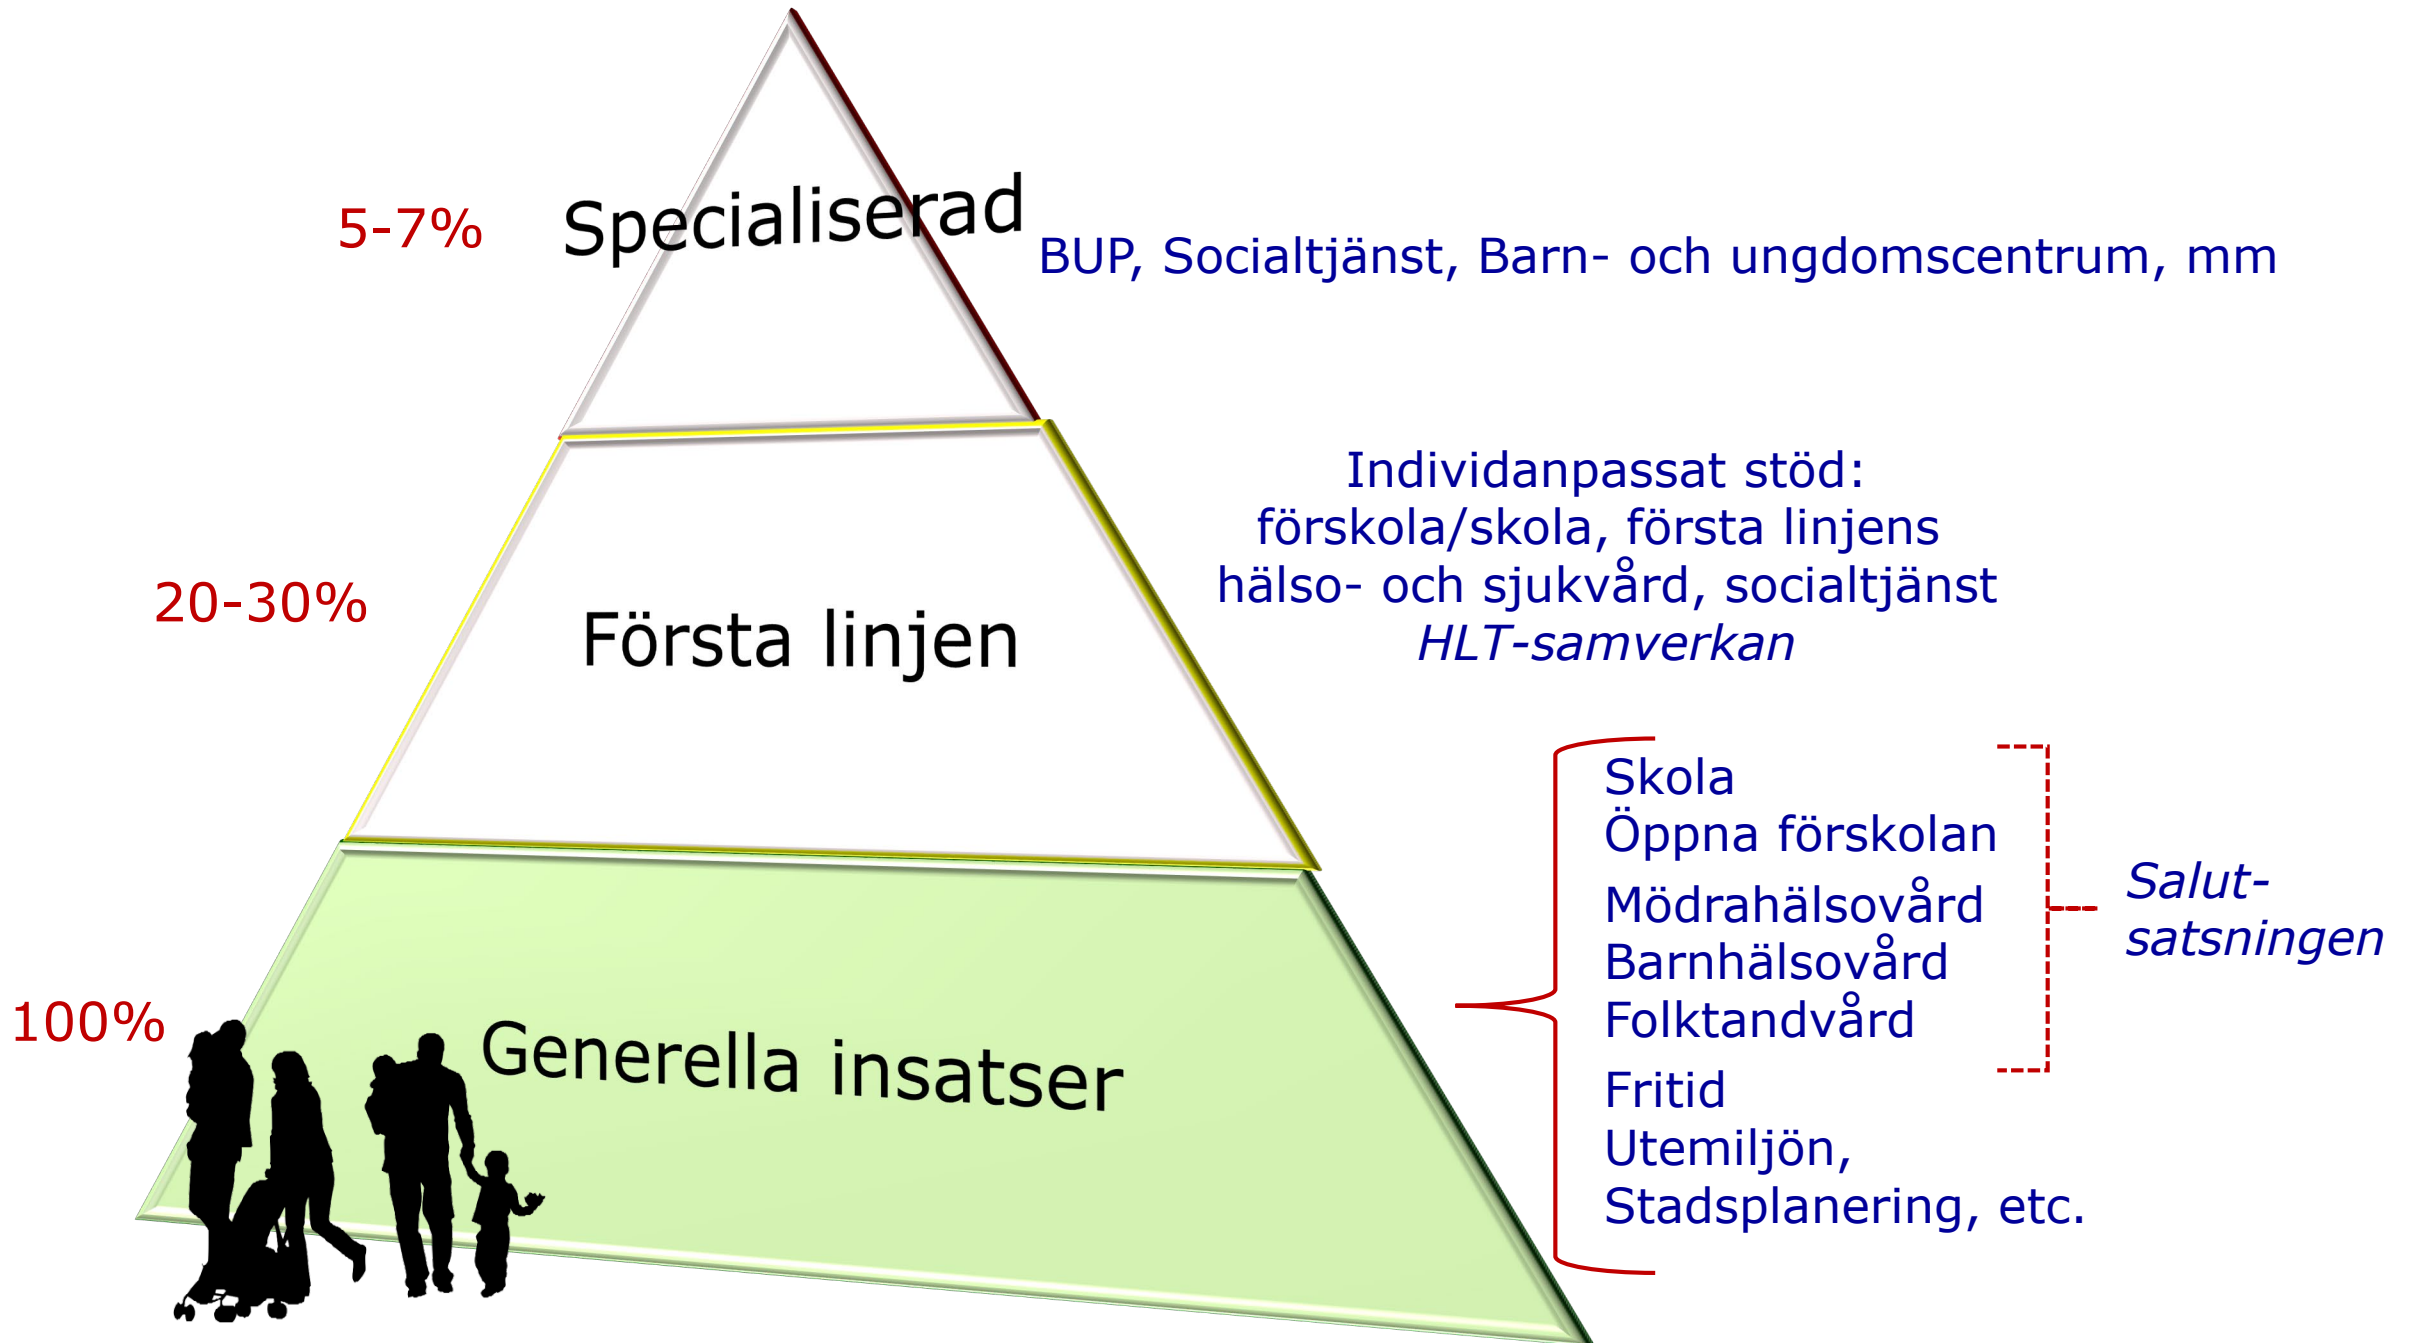 5-7%
Specialiserad
BUP, Socialtjänst, Barn- och ungdomscentrum, mm
20-30%
Första linjen
Individanpassat stöd:
förskola/skola, första linjens
hälso- och sjukvård, socialtjänst
HLT-samverkan
100%
Generella insatser
Skola
Öppna förskolan
Mödrahälsovård
Barnhälsovård
Folktandvård
Fritid
Utemiljön,
Stadsplanering, etc.
Salut-
satsningen